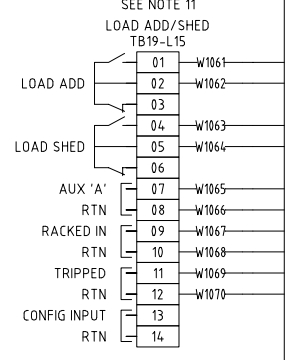 SEE NOTE 11
LOAD ADD/SHED
TB19-L15
01 W1061
LOAD ADD 02 W1062
03
04 W1063
LOAD SHED 05 W1064
06
AUX 'A' 07 W1065
RTN 08 W1066
RACKED IN 09 W1067
RTN 10 W1068
TRIPPED 11 W1069
RTN 12 W1070
CONFIG INPUT 13
RTN 14